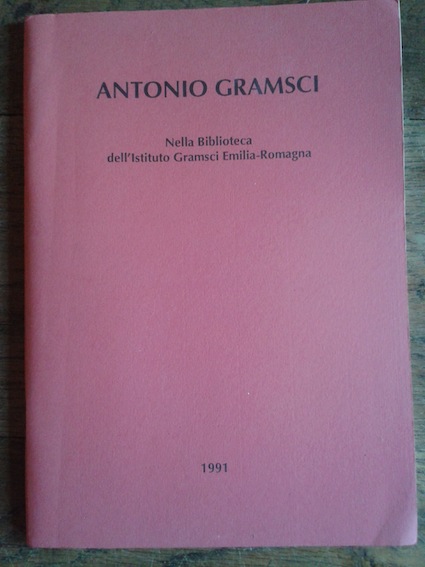 ANTONIO GRAMSCI
Nella Biblioteca
dell'Istituto Gramsci Emilia-Romagna
1991